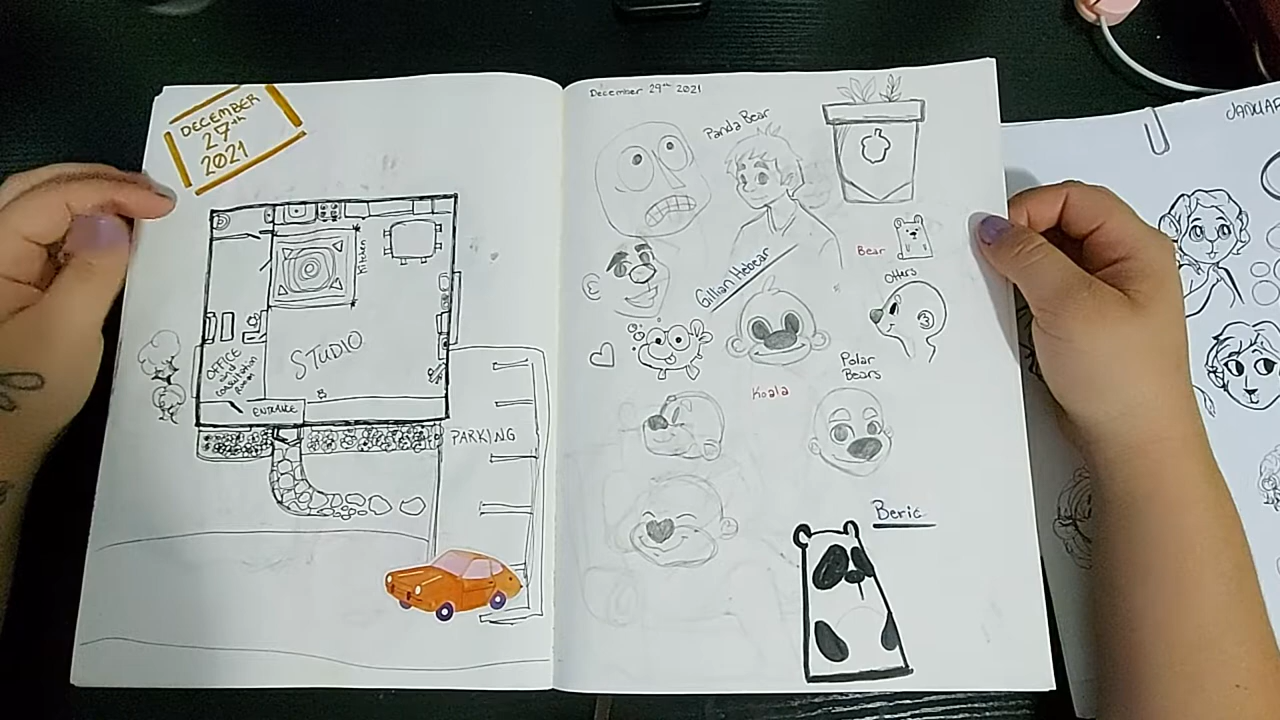 DECEMBER
27th
2021
Kitchen
STUDIO
OFFICE
and
consultation
Room
ENTRANCE
PARKING
December 29th 2021
Panda Bear
Bear
Gillian Hebear
Otters
Polar
Bears
Koala
Beric
JANUAR